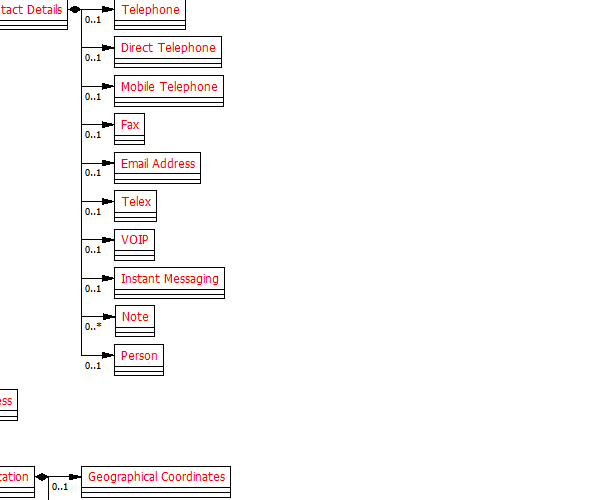 tact Details
Telephone
0..1
Direct Telephone
0..1
Mobile Telephone
0..1
Fax
0..1
Email Address
0..1
Telex
0..1
VOIP
0..1
Instant Messaging
0..1
Note
0..*
Person
0..1
ess
tation
Geographical Coordinates
0..1